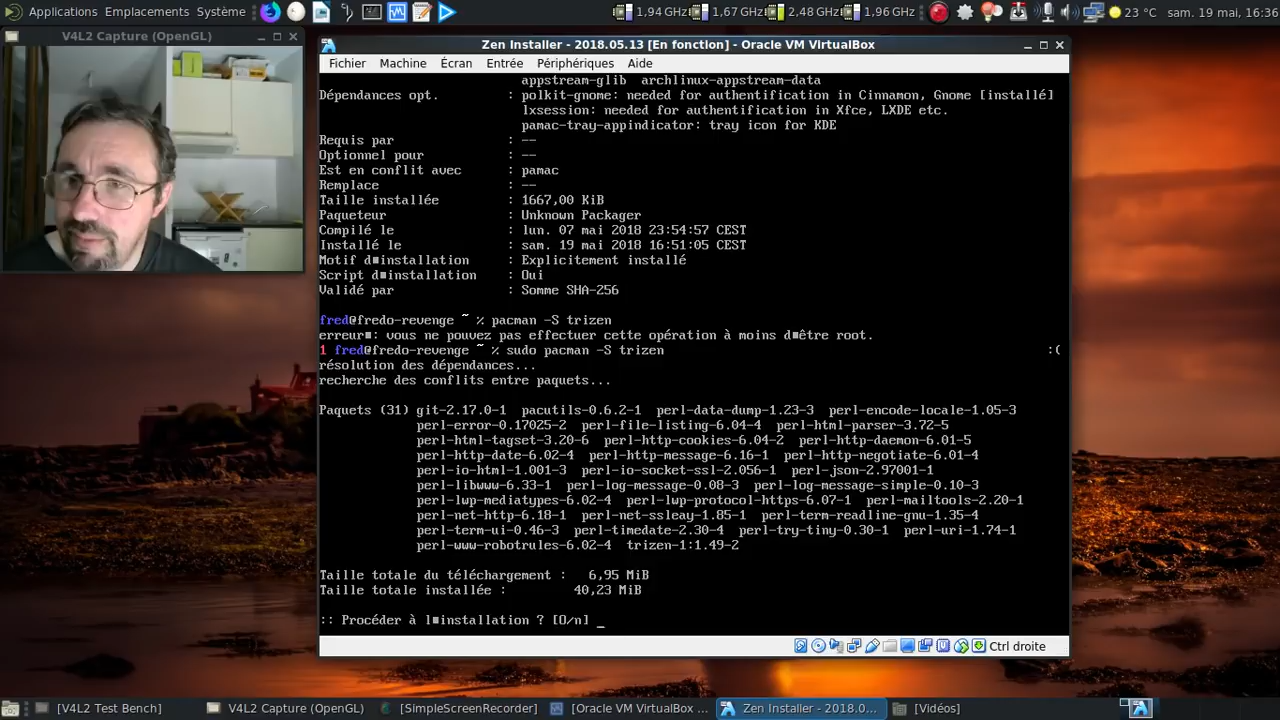 Applications Emplacements Système 1,94 GHz 1,67 GHz 2,48 GHz 1,96 GHz 23 °C sam. 19 mai, 16:36
V4L2 Capture (OpenGL)
Zen Installer - 2018.05.13 [En fonction] - Oracle VM VirtualBox
Fichier Machine Écran Entrée Périphériques Aide
appstream-glib archlinux-appstream-data
Dépendances opt. : polkit-gnome: needed for authentification in Cinnamon, Gnome [installé]
lxsession: needed for authentification in Xfce, LXDE etc.
pamac-tray-appindicator: tray icon for KDE
Requis par : --
Optionnel pour : --
Est en conflit avec : pamac
Remplace : --
Taille installée : 1667,00 KiB
Paqueteur : Unknown Packager
Compilé le : lun. 07 mai 2018 23:54:57 CEST
Installé le : sam. 19 mai 2018 16:51:05 CEST
Motif d■installation : Explicitement installé
Script d■installation : Oui
Validé par : Somme SHA-256
fred@fredo-revenge ~ % pacman -S trizen
erreur■: vous ne pouvez pas effectuer cette opération à moins d■être root.
1 fred@fredo-revenge ~ % sudo pacman -S trizen :(
résolution des dépendances...
recherche des conflits entre paquets...
Paquets (31) git-2.17.0-1 pacutils-0.6.2-1 perl-data-dump-1.23-3 perl-encode-locale-1.05-3
perl-error-0.17025-2 perl-file-listing-6.04-4 perl-html-parser-3.72-5
perl-html-tagset-3.20-6 perl-http-cookies-6.04-2 perl-http-daemon-6.01-5
perl-http-date-6.02-4 perl-http-message-6.16-1 perl-http-negotiate-6.01-4
perl-io-html-1.001-3 perl-io-socket-ssl-2.056-1 perl-json-2.97001-1
perl-libwww-6.33-1 perl-log-message-0.08-3 perl-log-message-simple-0.10-3
perl-lwp-mediatypes-6.02-4 perl-lwp-protocol-https-6.07-1 perl-mailtools-2.20-1
perl-net-http-6.18-1 perl-net-ssleay-1.85-1 perl-term-readline-gnu-1.35-4
perl-term-ui-0.46-3 perl-timedate-2.30-4 perl-try-tiny-0.30-1 perl-uri-1.74-1
perl-www-robotrules-6.02-4 trizen-1:1.49-2
Taille totale du téléchargement : 6,95 MiB
Taille totale installée : 40,23 MiB
:: Procéder à l■installation ? [O/n] _
Ctrl droite
[V4L2 Test Bench] V4L2 Capture (OpenGL) [SimpleScreenRecorder] [Oracle VM VirtualBox ... Zen Installer - 2018.0... [Vidéos]